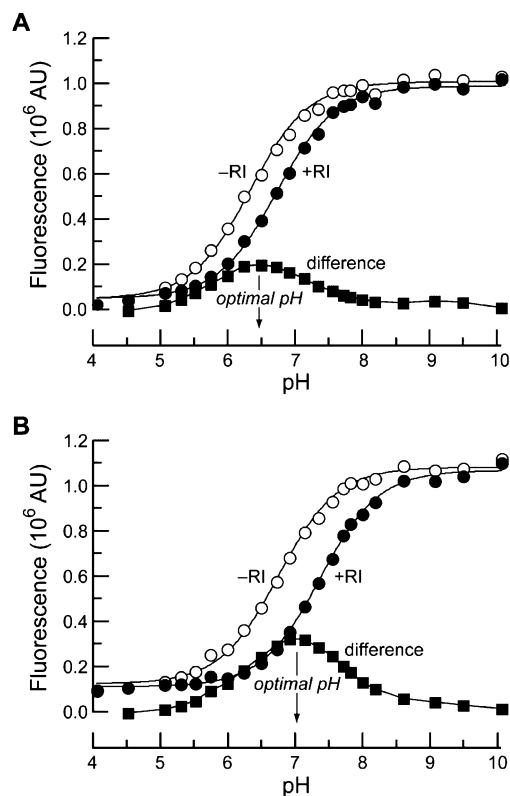 A
1.2
1.0
0.8
0.6
0.4
0.2
0.0
Fluorescence (10⁶ AU)
–RI
+RI
difference
optimal pH
4 5 6 7 8 9 10
pH
B
1.2
1.0
0.8
0.6
0.4
0.2
0.0
Fluorescence (10⁶ AU)
–RI
+RI
difference
optimal pH
4 5 6 7 8 9 10
pH